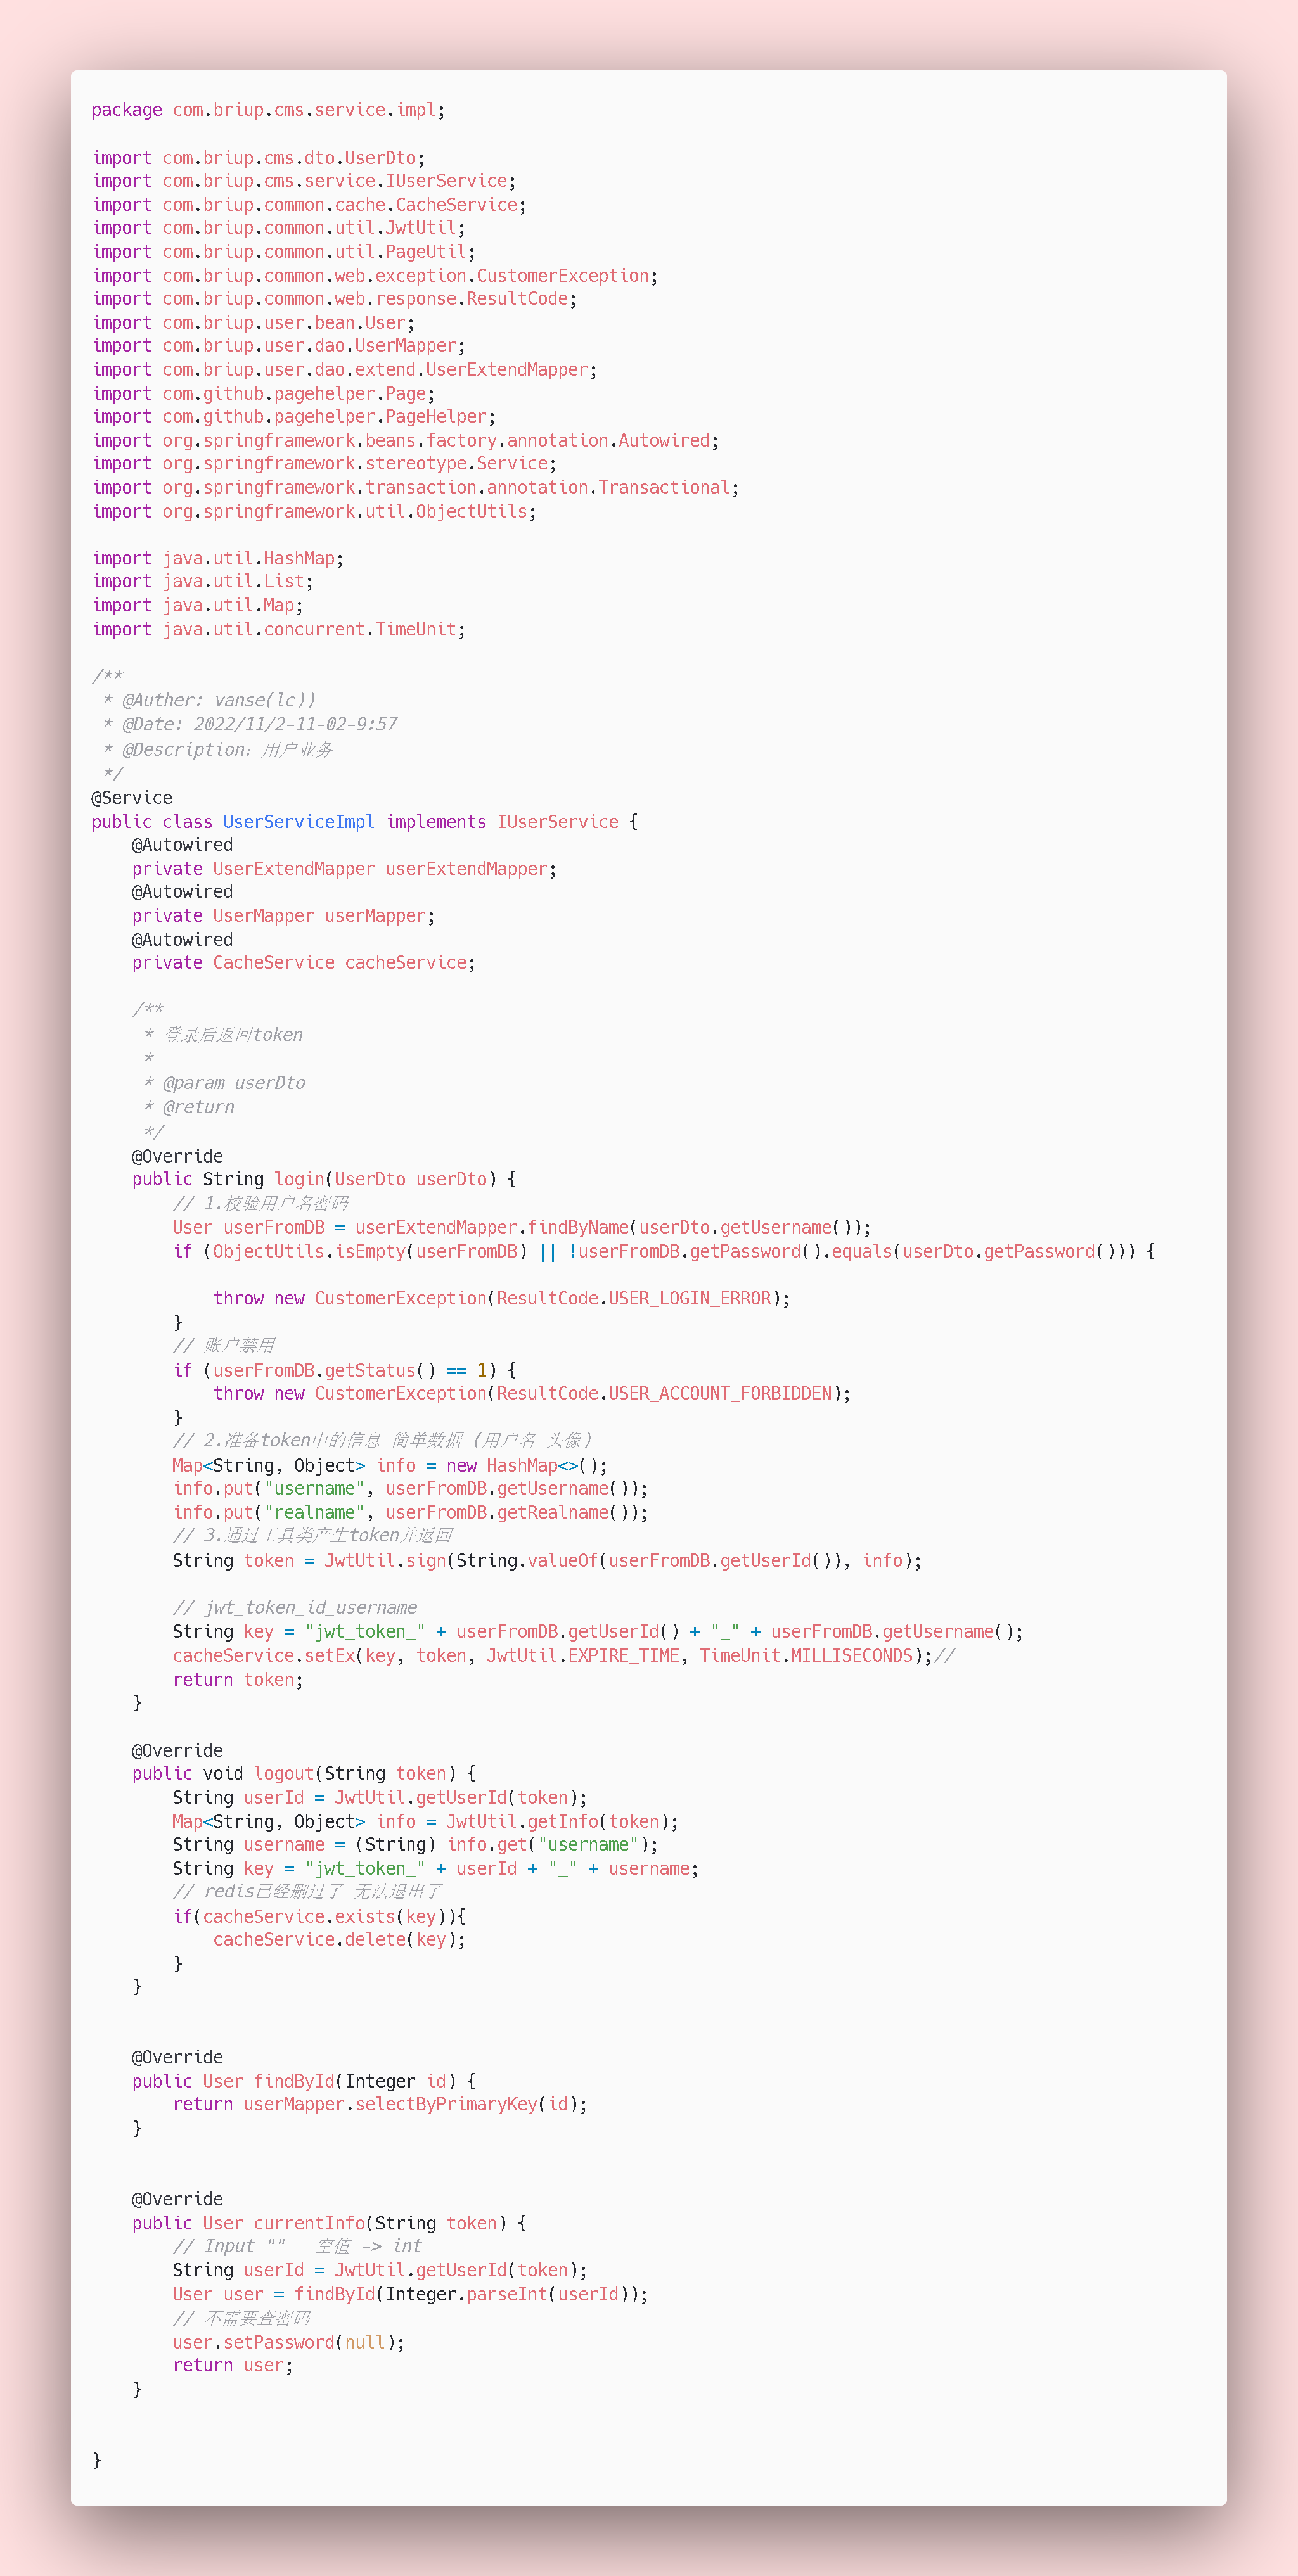 package com.briup.cms.service.impl;

import com.briup.cms.dto.UserDto;
import com.briup.cms.service.IUserService;
import com.briup.common.cache.CacheService;
import com.briup.common.util.JwtUtil;
import com.briup.common.util.PageUtil;
import com.briup.common.web.exception.CustomerException;
import com.briup.common.web.response.ResultCode;
import com.briup.user.bean.User;
import com.briup.user.dao.UserMapper;
import com.briup.user.dao.extend.UserExtendMapper;
import com.github.pagehelper.Page;
import com.github.pagehelper.PageHelper;
import org.springframework.beans.factory.annotation.Autowired;
import org.springframework.stereotype.Service;
import org.springframework.transaction.annotation.Transactional;
import org.springframework.util.ObjectUtils;

import java.util.HashMap;
import java.util.List;
import java.util.Map;
import java.util.concurrent.TimeUnit;

/**
 * @Auther: vanse(lc))
 * @Date: 2022/11/2-11-02-9:57
 * @Description：用户业务
 */
@Service
public class UserServiceImpl implements IUserService {
    @Autowired
    private UserExtendMapper userExtendMapper;
    @Autowired
    private UserMapper userMapper;
    @Autowired
    private CacheService cacheService;

    /**
     * 登录后返回token
     *
     * @param userDto
     * @return
     */
    @Override
    public String login(UserDto userDto) {
        // 1.校验用户名密码
        User userFromDB = userExtendMapper.findByName(userDto.getUsername());
        if (ObjectUtils.isEmpty(userFromDB) || !userFromDB.getPassword().equals(userDto.getPassword())) {

            throw new CustomerException(ResultCode.USER_LOGIN_ERROR);
        }
        // 账户禁用
        if (userFromDB.getStatus() == 1) {
            throw new CustomerException(ResultCode.USER_ACCOUNT_FORBIDDEN);
        }
        // 2.准备token中的信息 简单数据 (用户名 头像)
        Map<String, Object> info = new HashMap<>();
        info.put("username", userFromDB.getUsername());
        info.put("realname", userFromDB.getRealname());
        // 3.通过工具类产生token并返回
        String token = JwtUtil.sign(String.valueOf(userFromDB.getUserId()), info);

        // jwt_token_id_username
        String key = "jwt_token_" + userFromDB.getUserId() + "_" + userFromDB.getUsername();
        cacheService.setEx(key, token, JwtUtil.EXPIRE_TIME, TimeUnit.MILLISECONDS);//
        return token;
    }

    @Override
    public void logout(String token) {
        String userId = JwtUtil.getUserId(token);
        Map<String, Object> info = JwtUtil.getInfo(token);
        String username = (String) info.get("username");
        String key = "jwt_token_" + userId + "_" + username;
        // redis已经删过了 无法退出了
        if(cacheService.exists(key)){
            cacheService.delete(key);
        }
    }


    @Override
    public User findById(Integer id) {
        return userMapper.selectByPrimaryKey(id);
    }


    @Override
    public User currentInfo(String token) {
        // Input ""   空值 -> int
        String userId = JwtUtil.getUserId(token);
        User user = findById(Integer.parseInt(userId));
        // 不需要查密码
        user.setPassword(null);
        return user;
    }


}